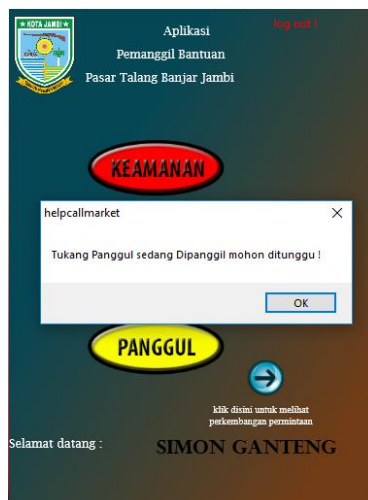 ★ KOTA JAMBI ★
Aplikasi
log out !
Pemanggil Bantuan
Pasar Talang Banjar Jambi
KEAMANAN
helpcallmarket
Tukang Panggul sedang Dipanggil mohon ditunggu !
OK
PANGGUL
klik disini untuk melihat
perkembangan permintaan
Selamat datang :
SIMON GANTENG